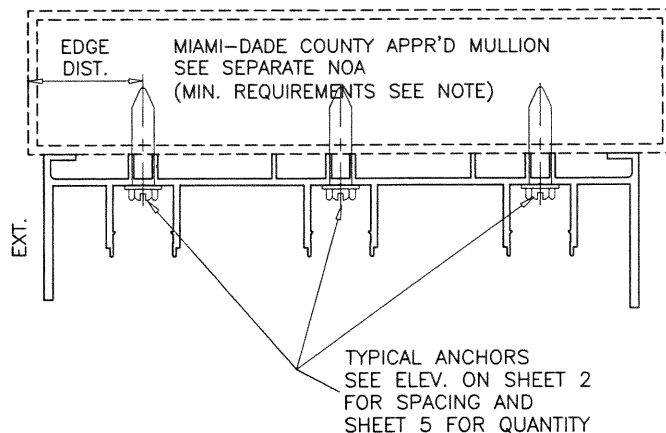 EDGE
DIST.
MIAMI-DADE COUNTY APPR'D MULLION
SEE SEPARATE NOA
(MIN. REQUIREMENTS SEE NOTE)
EXT.
TYPICAL ANCHORS
SEE ELEV. ON SHEET 2
FOR SPACING AND
SHEET 5 FOR QUANTITY